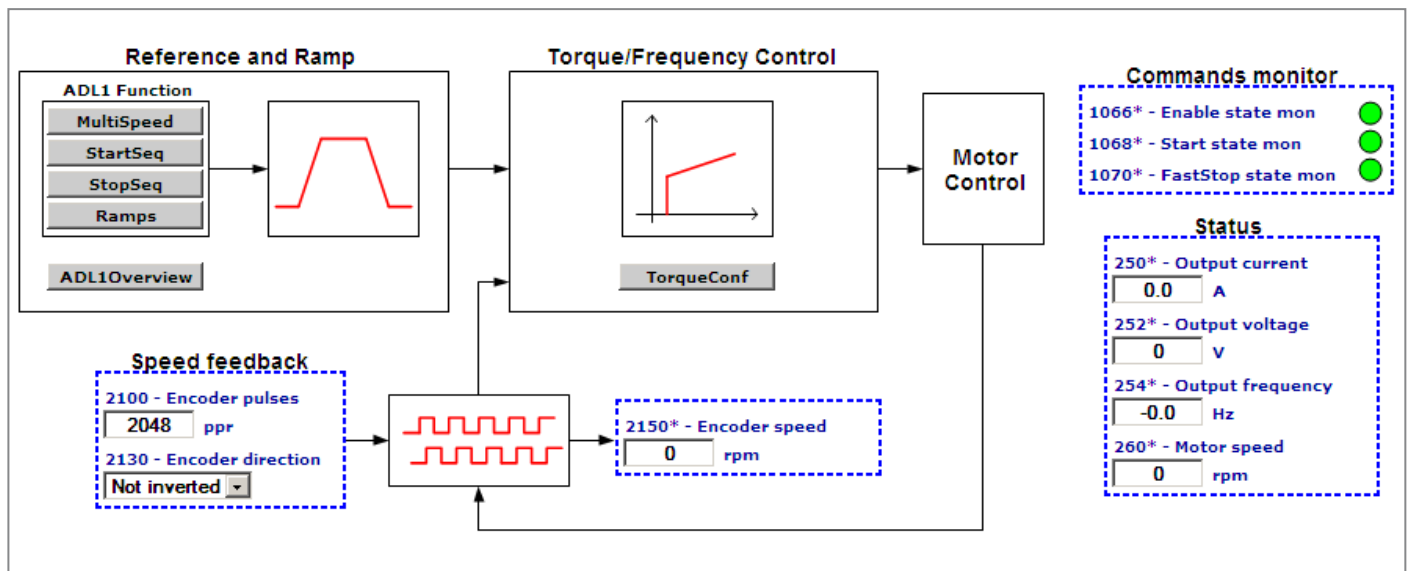 Reference and Ramp
ADL1 Function
MultiSpeed
StartSeq
StopSeq
Ramps
ADL1Overview
Torque/Frequency Control
TorqueConf
Motor
Control
Commands monitor
1066* - Enable state mon
1068* - Start state mon
1070* - FastStop state mon
Status
250* - Output current
0.0 A
252* - Output voltage
0 V
254* - Output frequency
-0.0 Hz
260* - Motor speed
0 rpm
Speed feedback
2100 - Encoder pulses
2048 ppr
2130 - Encoder direction
Not inverted
2150* - Encoder speed
0 rpm